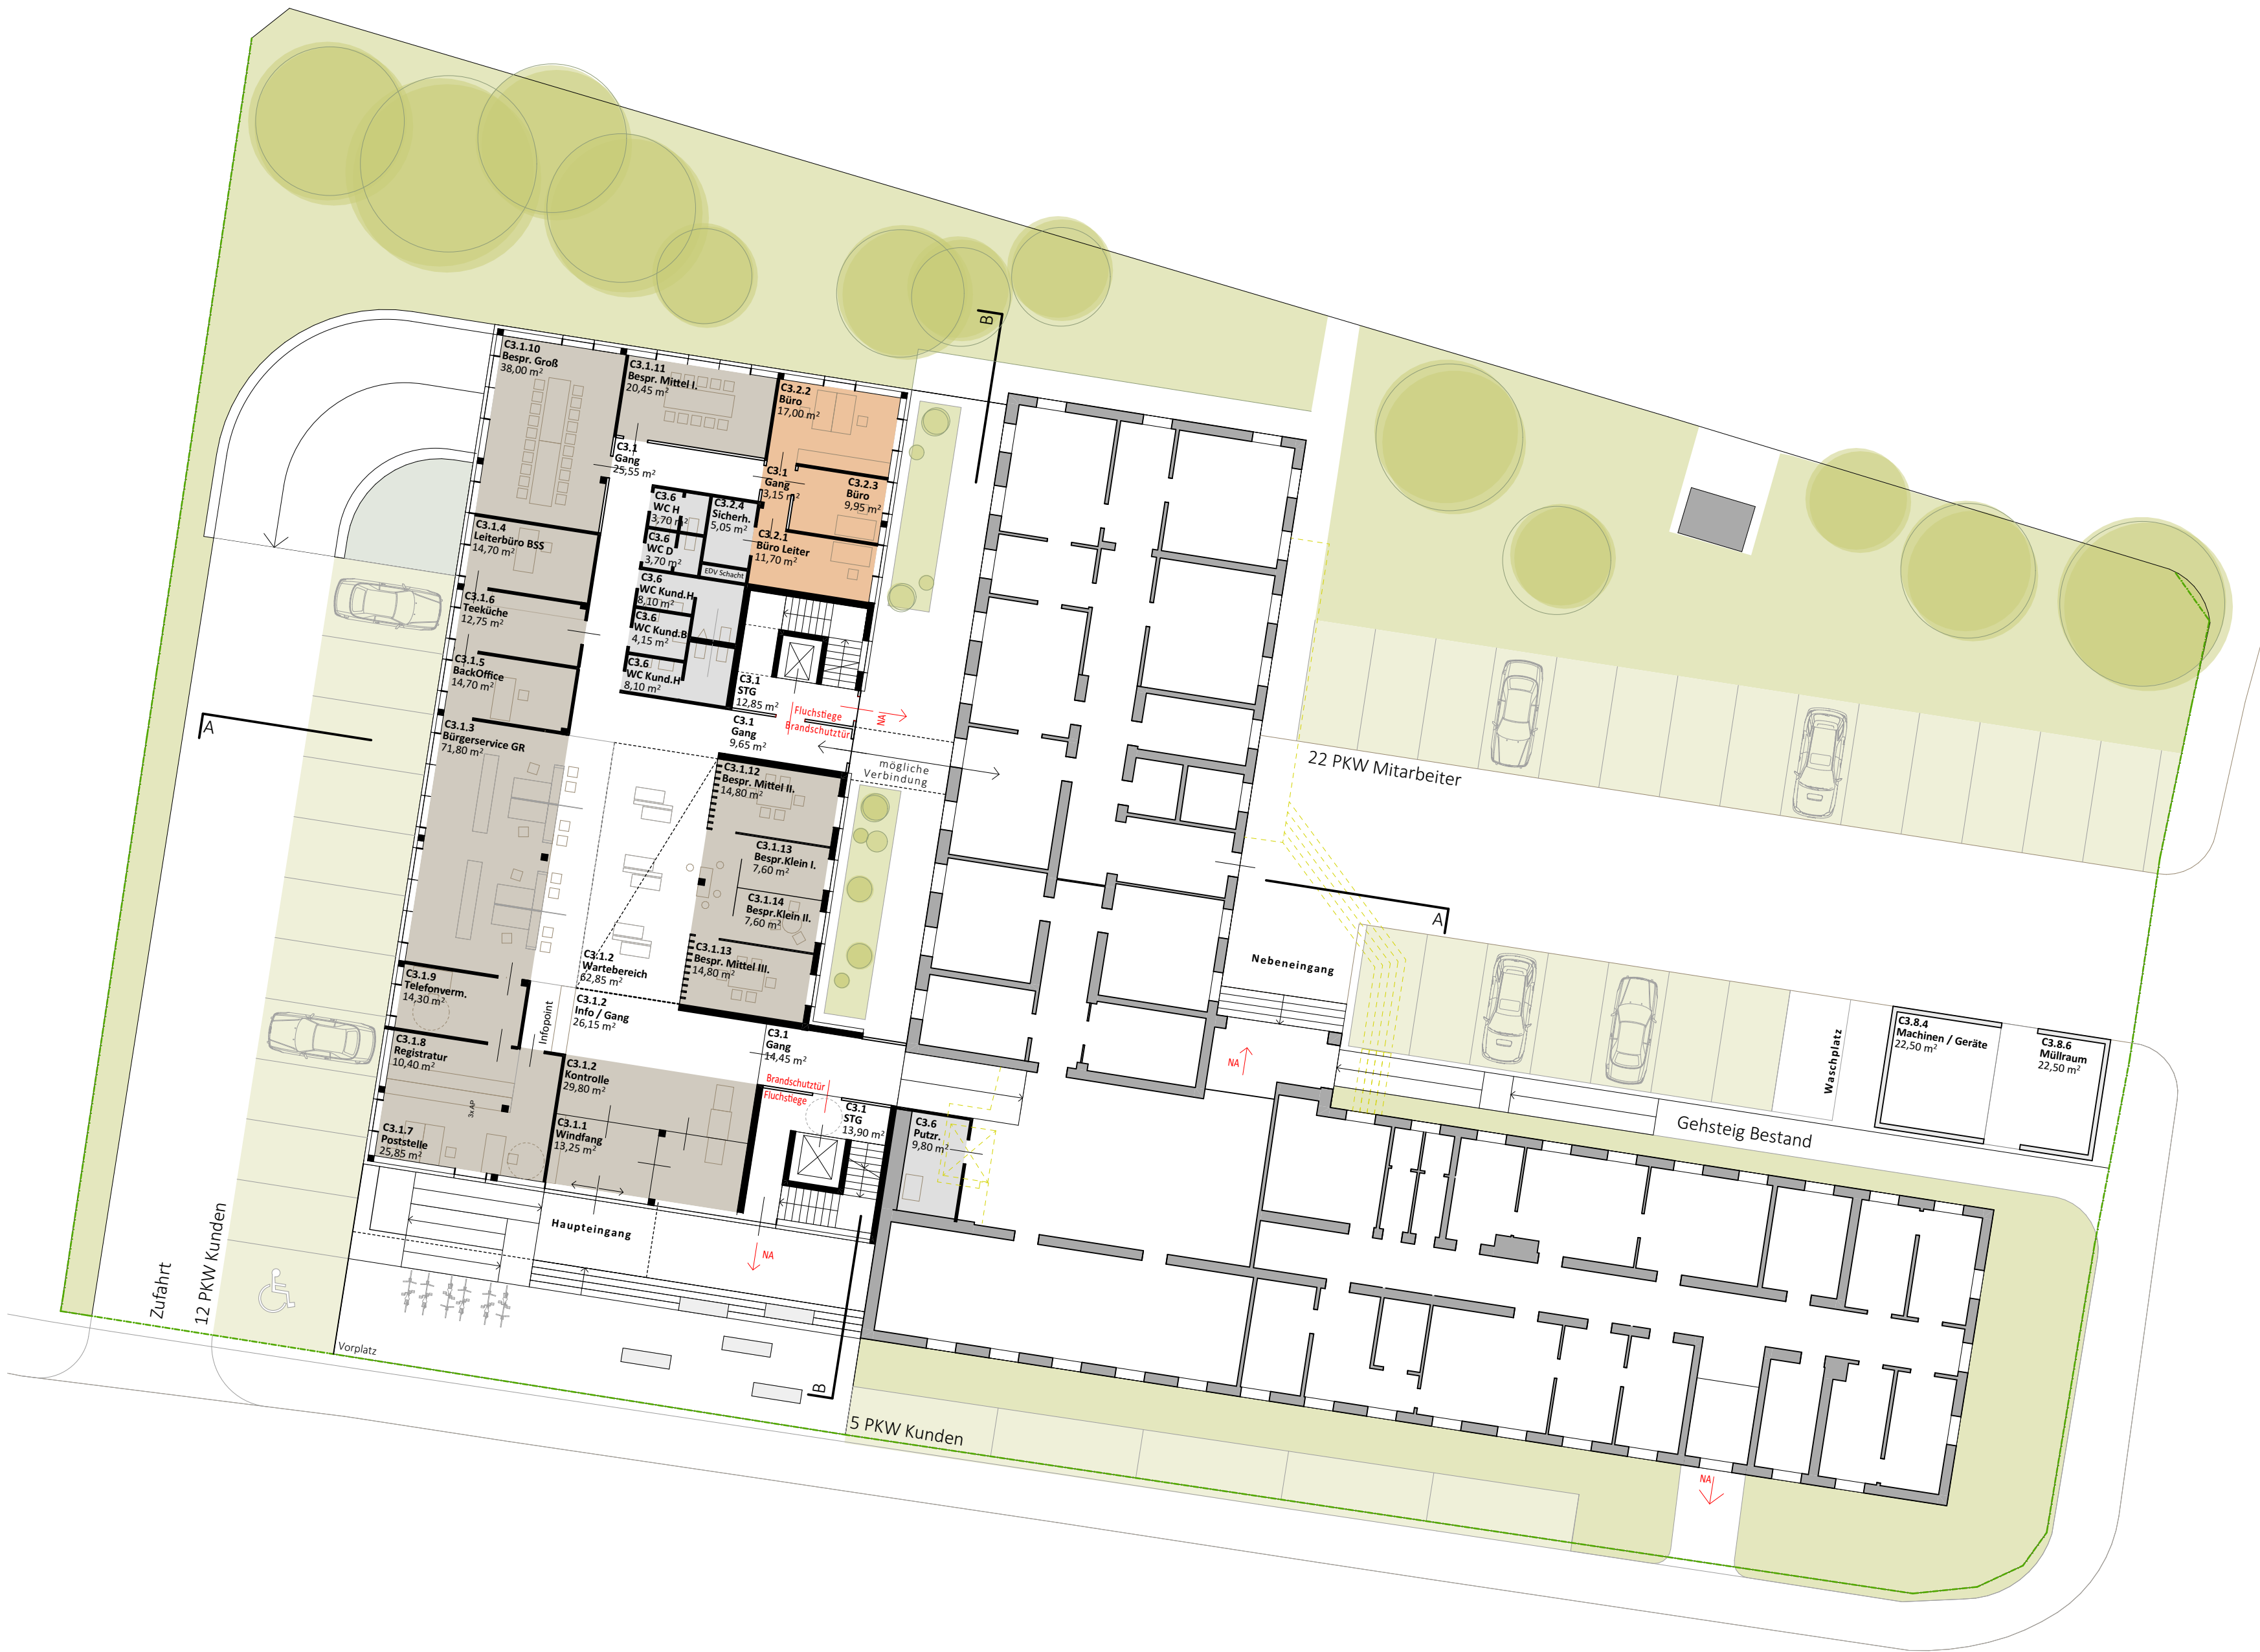 B
C3.1.10
Bespr. Groß
38,00 m²
C3.1.11
Bespr. Mittel I.
20,45 m²
C3.2.2
Büro
17,00 m²
C3.1
Gang
25,55 m²
C3.1
Gang
3,15 m²
C3.2.3
Büro
9,95 m²
C3.6
WC H
3,70 m²
C3.2.4
Sicherh.
5,05 m²
C3.1.4
Leiterbüro BSS
14,70 m²
C3.6
WC D
3,70 m²
C3.2.1
Büro Leiter
11,70 m²
EDV Schacht
C3.6
WC Kund.H
8,10 m²
C3.1.6
Teeküche
12,75 m²
C3.6
WC Kund.B
4,15 m²
C3.1.5
BackOffice
14,70 m²
C3.6
WC Kund.H
8,10 m²
C3.1
STG
12,85 m²
Fluchstiege
Brandschutztür
NA
C3.1
Gang
9,65 m²
A
C3.1.3
Bürgerservice GR
71,80 m²
mögliche
Verbindung
C3.1.12
Bespr. Mittel II.
14,80 m²
22 PKW Mitarbeiter
C3.1.13
Bespr.Klein I.
7,60 m²
C3.1.14
Bespr.Klein II.
7,60 m²
A
C3.1.13
Bespr. Mittel III.
14,80 m²
C3.1.2
Wartebereich
62,85 m²
Nebeneingang
C3.1.9
Telefonverm.
14,30 m²
C3.1.2
Info / Gang
26,15 m²
Infopoint
C3.1
Gang
14,45 m²
C3.1.8
Registratur
10,40 m²
C3.1.2
Kontrolle
29,80 m²
NA
Waschplatz
C3.8.4
Machinen / Geräte
22,50 m²
C3.8.6
Müllraum
22,50 m²
Brandschutztür
Fluchstiege
3x AP
C3.1
STG
13,90 m²
C3.6
Putzr.
9,80 m²
Gehsteig Bestand
C3.1.7
Poststelle
25,85 m²
C3.1.1
Windfang
13,25 m²
Haupteingang
NA
Zufahrt
12 PKW Kunden
Vorplatz
B
5 PKW Kunden
NA